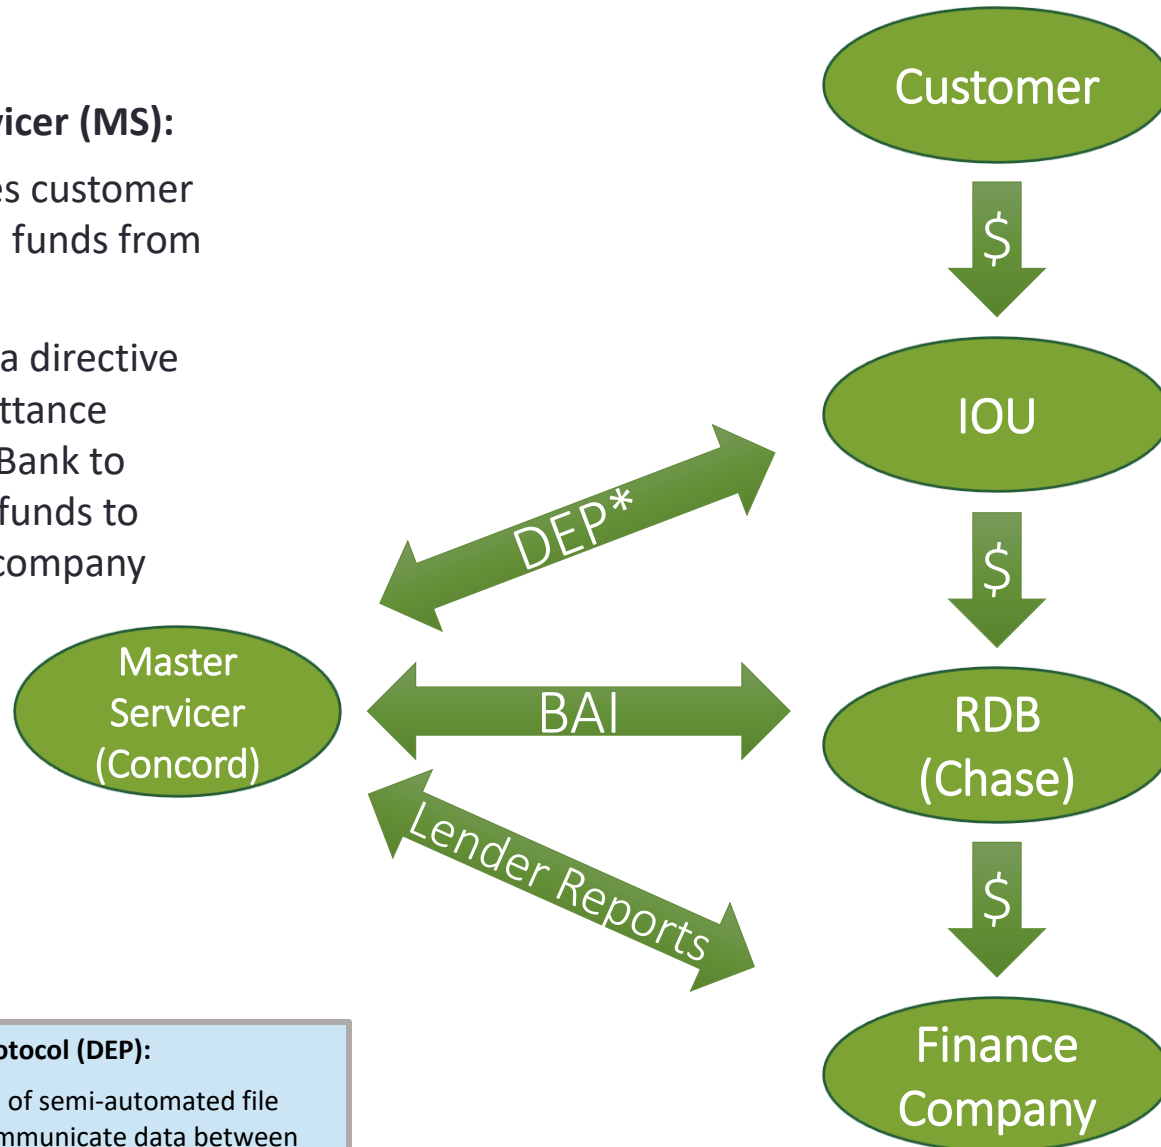 vicer (MS):
es customer
funds from
a directive
ttance
Bank to
funds to
company
Customer
$
IOU
DEP*
$
Master
Servicer
(Concord)
BAI
RDB
(Chase)
Lender Reports
$
Finance
Company
otocol (DEP):
of semi-automated file
mmunicate data between